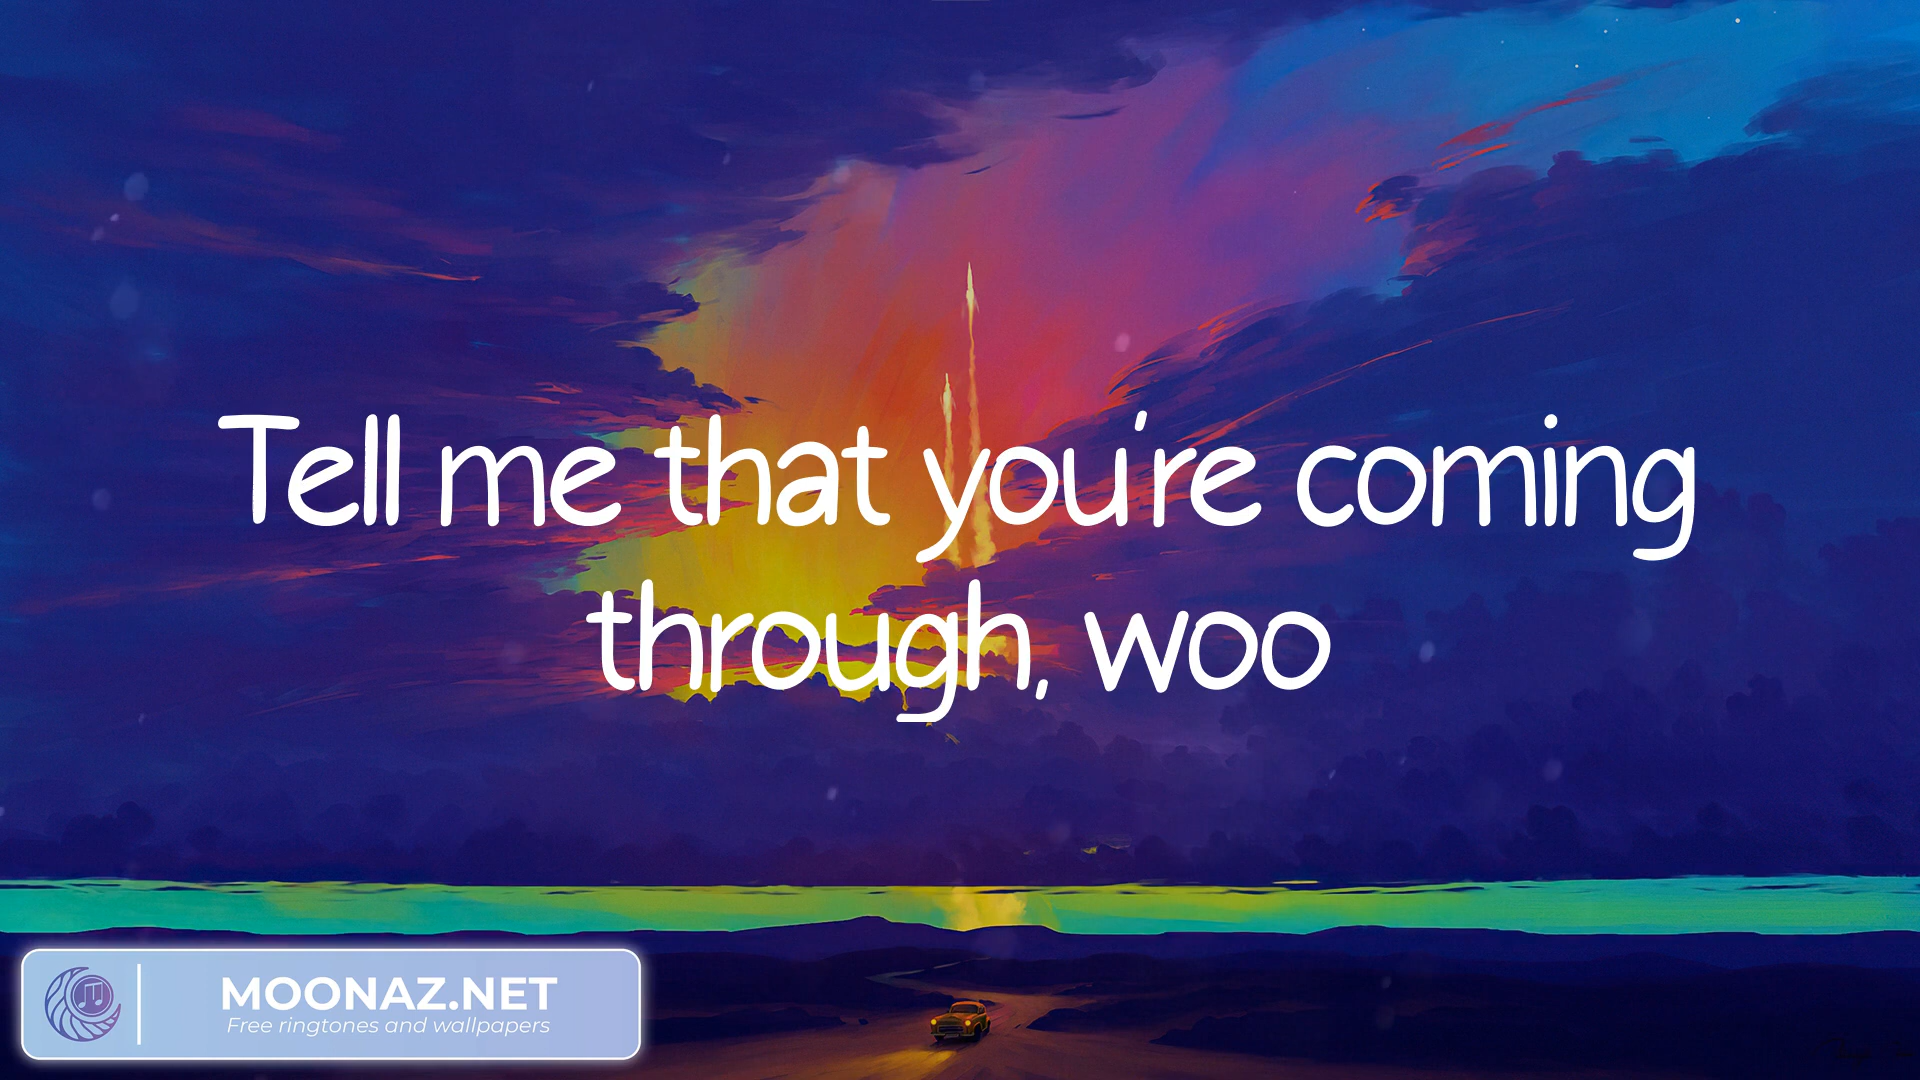 Tell me that you're coming
through, woo
MOONAZ.NET
Free ringtones and wallpapers